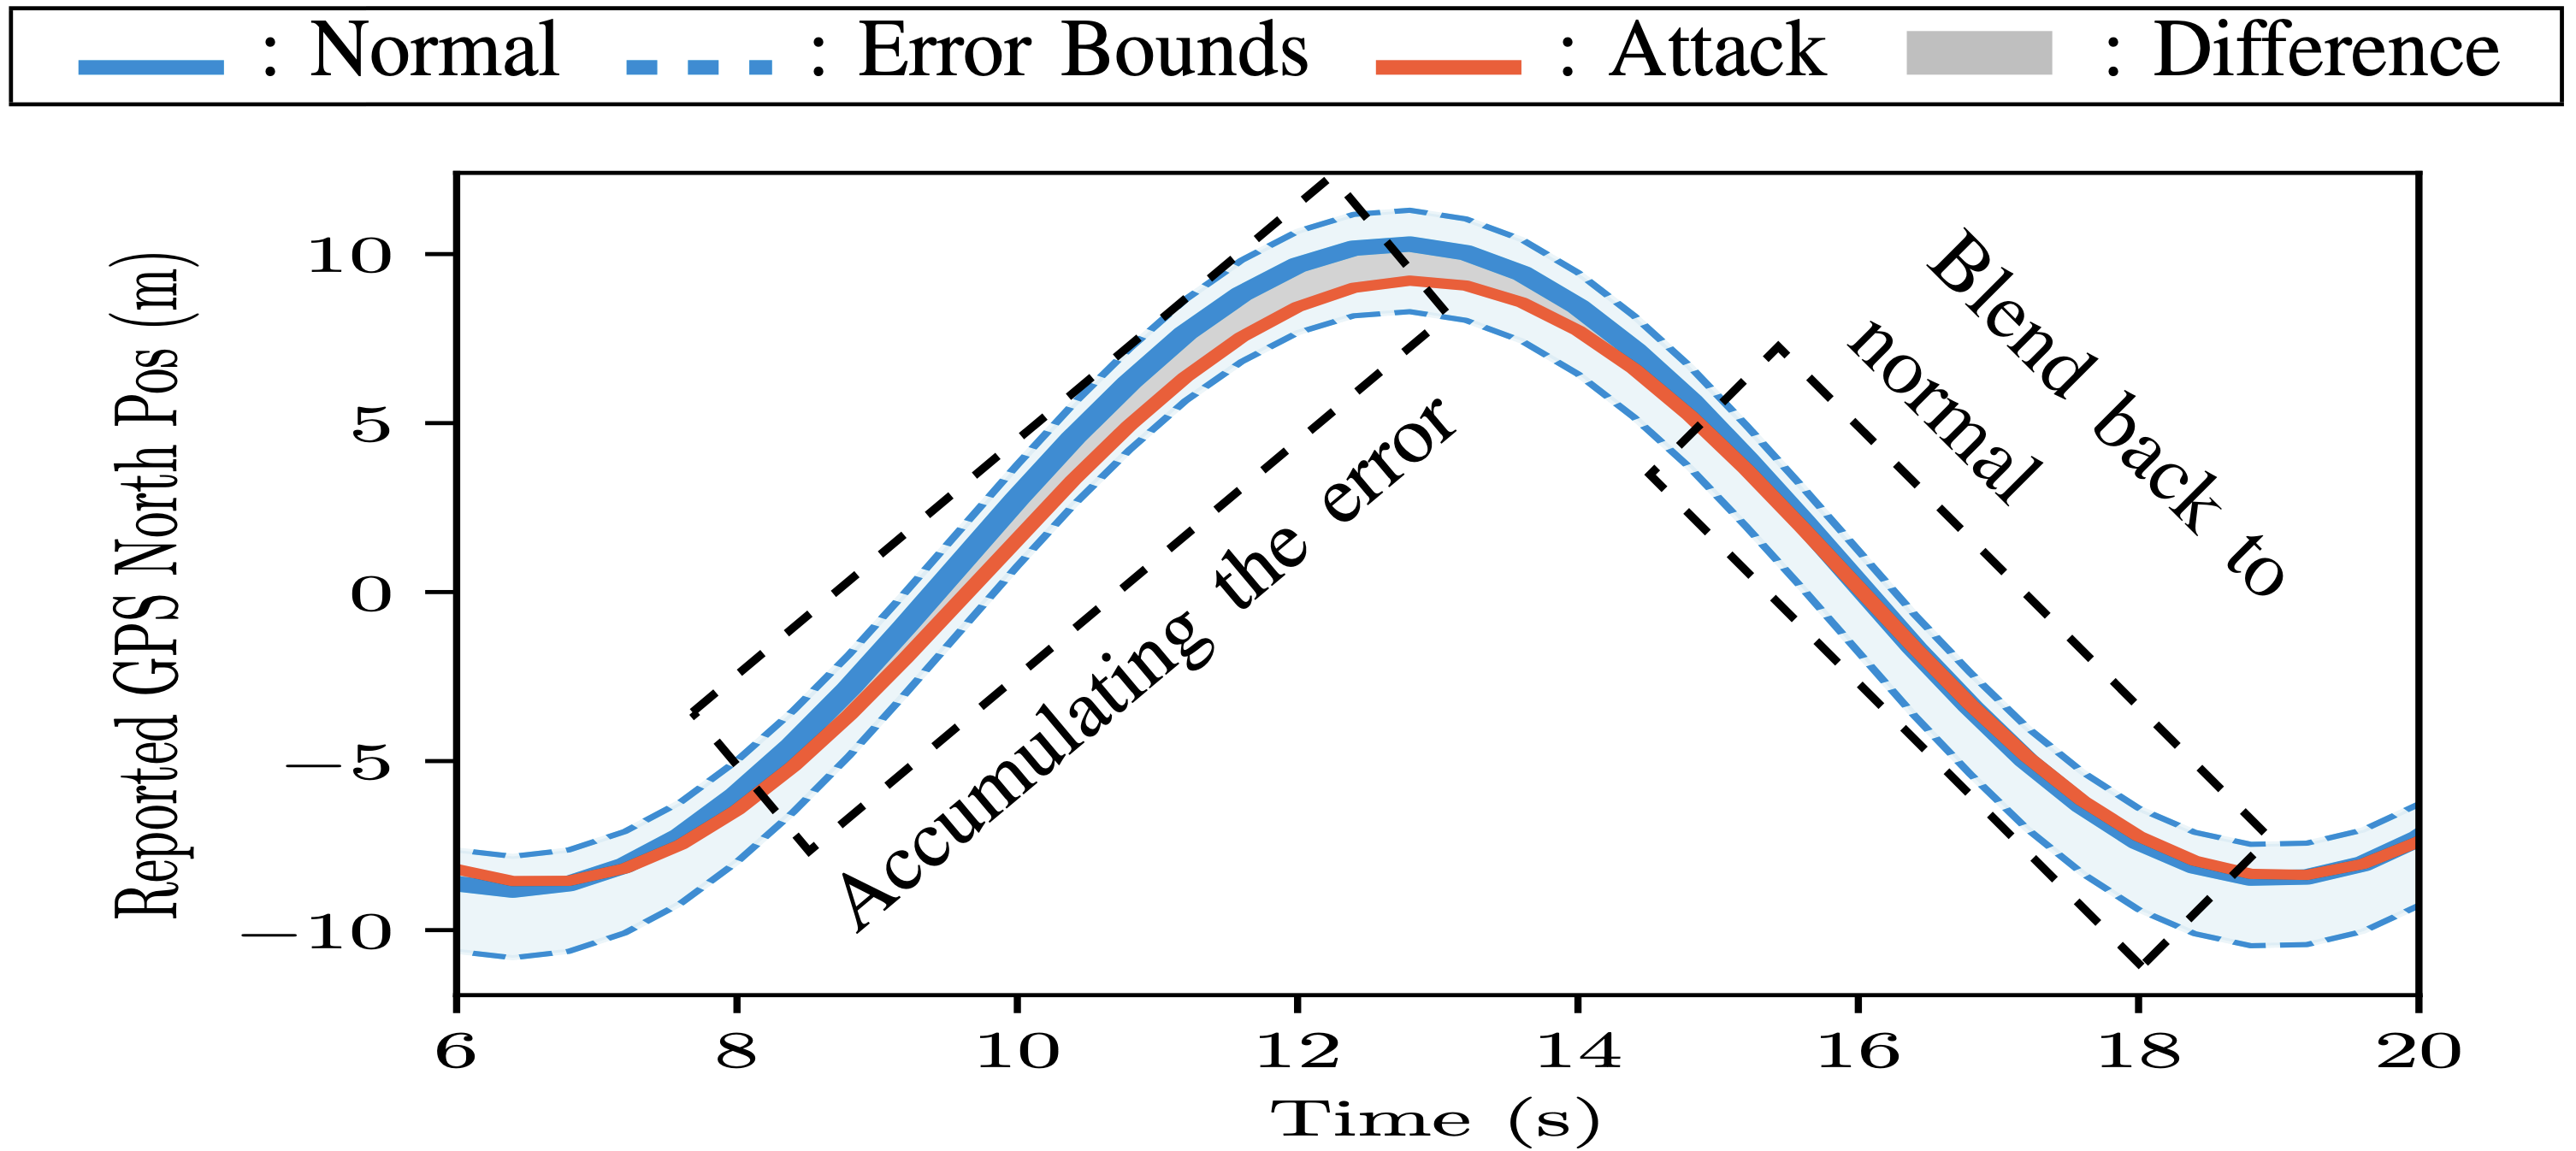 : Normal : Error Bounds : Attack : Difference
Reported GPS North Pos (m)
10
5
0
−5
−10
Accumulating the error
Blend back to
normal
6 8 10 12 14 16 18 20
Time (s)